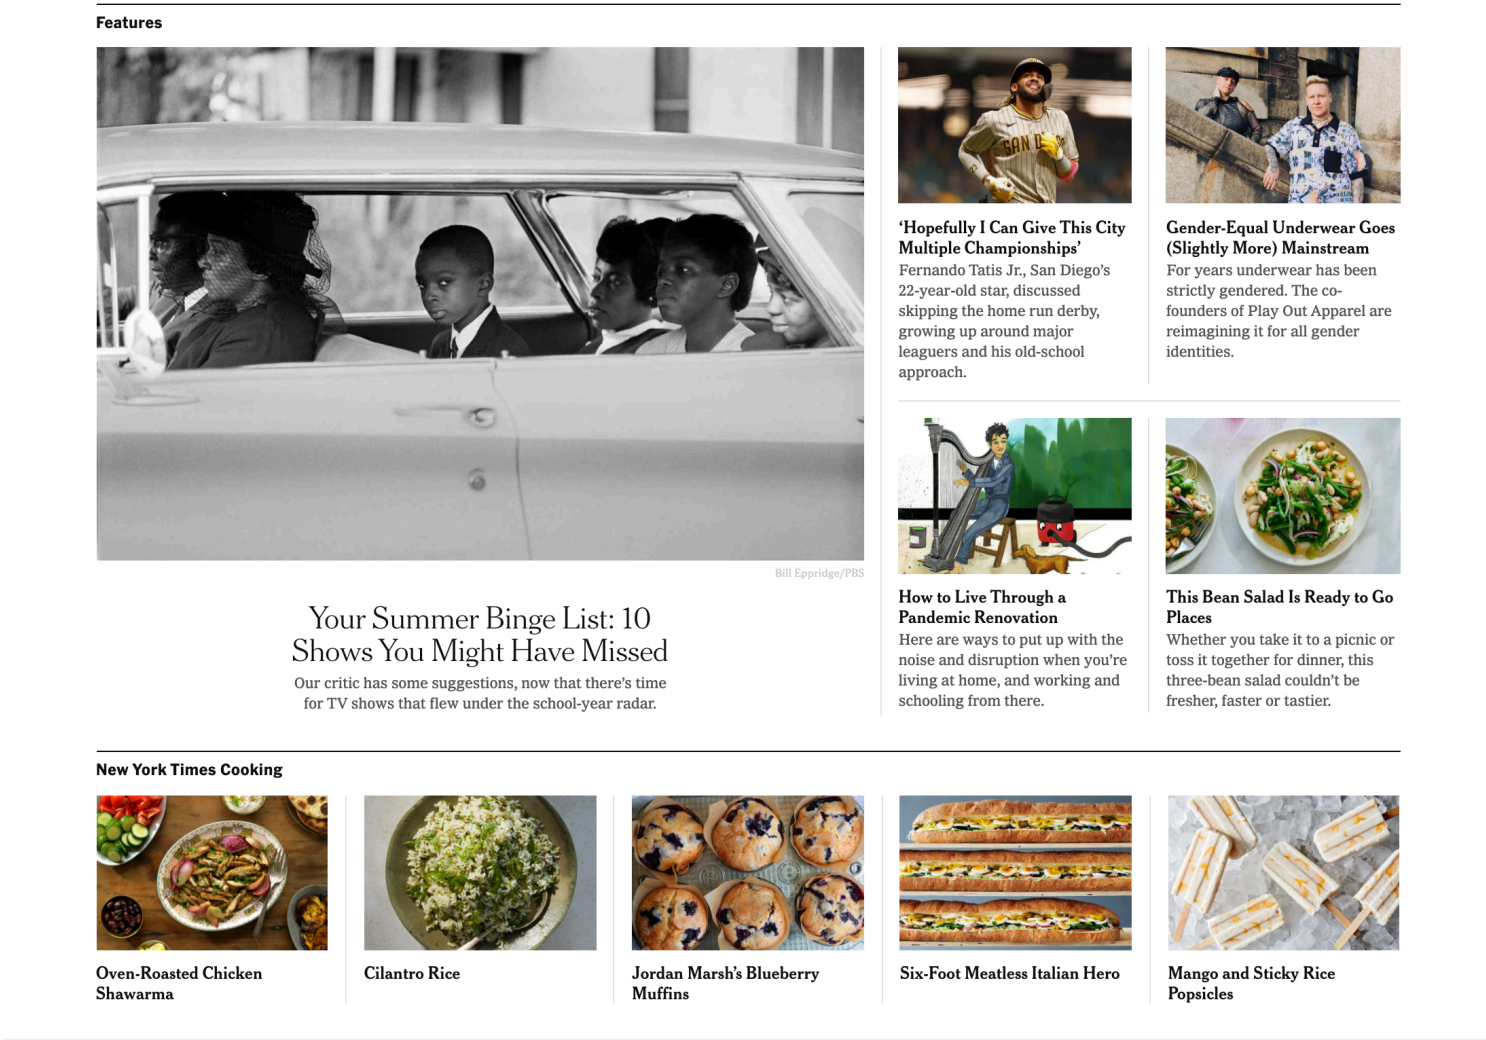 Features
Bill Eppridge/PBS
Your Summer Binge List: 10
Shows You Might Have Missed
Our critic has some suggestions, now that there’s time
for TV shows that flew under the school-year radar.
SAN D
‘Hopefully I Can Give This City
Multiple Championships’
Fernando Tatis Jr., San Diego’s
22-year-old star, discussed
skipping the home run derby,
growing up around major
leaguers and his old-school
approach.
Gender-Equal Underwear Goes
(Slightly More) Mainstream
For years underwear has been
strictly gendered. The co-
founders of Play Out Apparel are
reimagining it for all gender
identities.
How to Live Through a
Pandemic Renovation
Here are ways to put up with the
noise and disruption when you’re
living at home, and working and
schooling from there.
This Bean Salad Is Ready to Go
Places
Whether you take it to a picnic or
toss it together for dinner, this
three-bean salad couldn’t be
fresher, faster or tastier.
New York Times Cooking
Oven-Roasted Chicken
Shawarma
Cilantro Rice
Jordan Marsh’s Blueberry
Muffins
Six-Foot Meatless Italian Hero
Mango and Sticky Rice
Popsicles